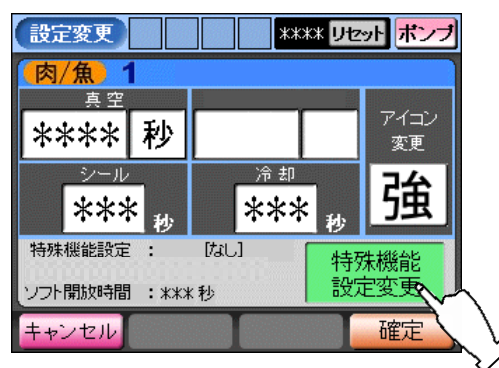 設定変更 **** リセット ポンプ
肉/魚 1
真空
**** 秒
アイコン
変更
強
シール 冷却
*** 秒 *** 秒
特殊機能設定 : [なし]
ソフト開放時間 : *** 秒
特殊機能
設定変更
キャンセル 確定